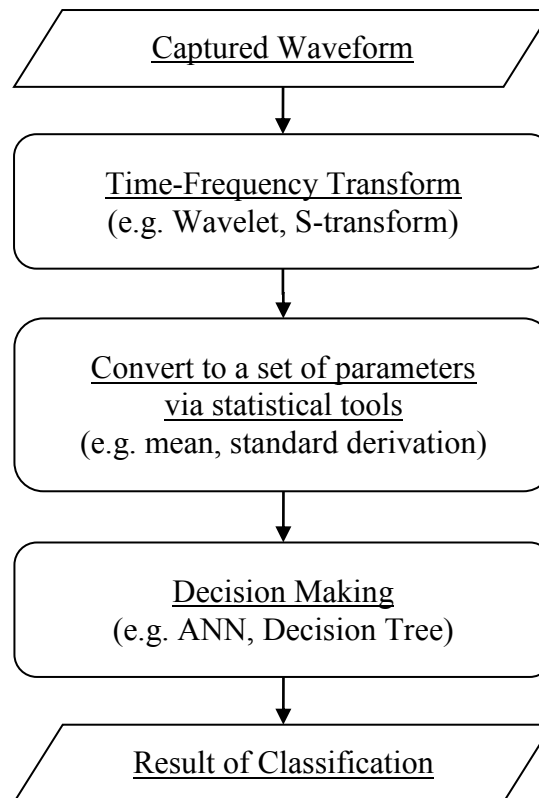 Captured Waveform
Time-Frequency Transform
(e.g. Wavelet, S-transform)
Convert to a set of parameters
via statistical tools
(e.g. mean, standard derivation)
Decision Making
(e.g. ANN, Decision Tree)
Result of Classification